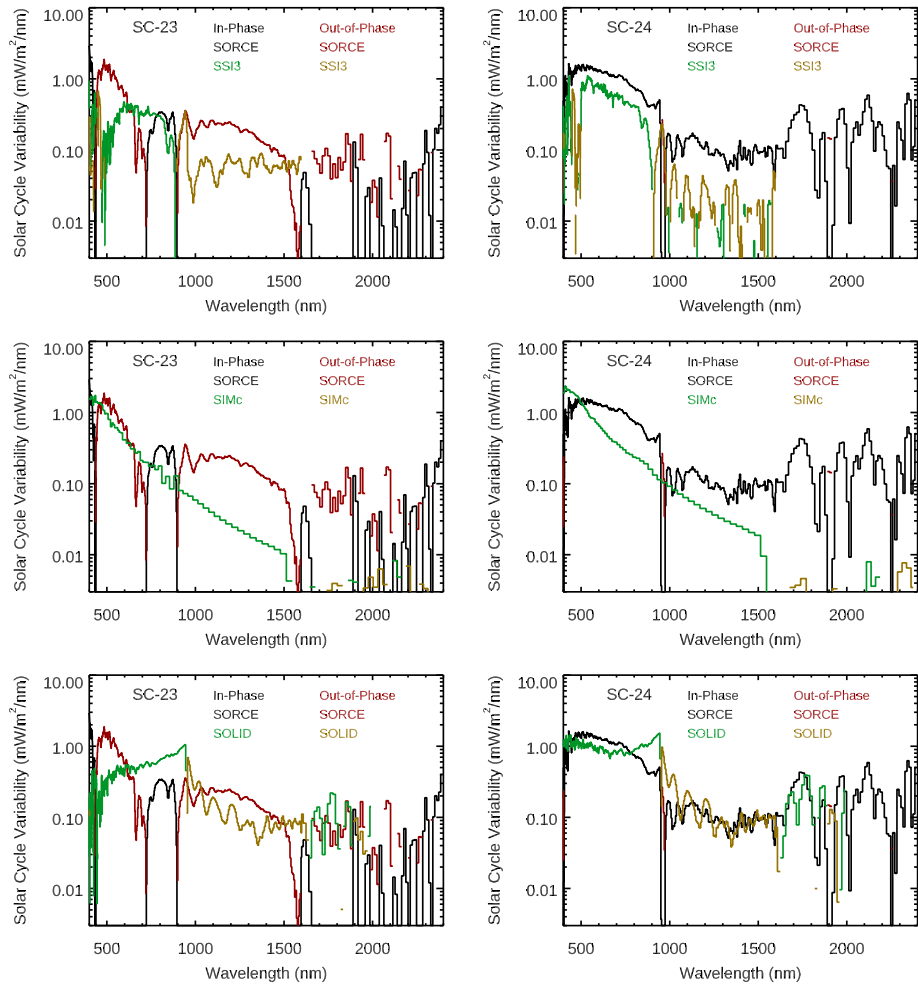 SC-23 In-Phase Out-of-Phase
SORCE SORCE
SSI3 SSI3
10.00
1.00
0.10
0.01
Solar Cycle Variability (mW/m²/nm)
500 1000 1500 2000
Wavelength (nm)
SC-24 In-Phase Out-of-Phase
SORCE SORCE
SSI3 SSI3
10.00
1.00
0.10
0.01
Solar Cycle Variability (mW/m²/nm)
500 1000 1500 2000
Wavelength (nm)
SC-23 In-Phase Out-of-Phase
SORCE SORCE
SIMc SIMc
10.00
1.00
0.10
0.01
Solar Cycle Variability (mW/m²/nm)
500 1000 1500 2000
Wavelength (nm)
SC-24 In-Phase Out-of-Phase
SORCE SORCE
SIMc SIMc
10.00
1.00
0.10
0.01
Solar Cycle Variability (mW/m²/nm)
500 1000 1500 2000
Wavelength (nm)
SC-23 In-Phase Out-of-Phase
SORCE SORCE
SOLID SOLID
10.00
1.00
0.10
0.01
Solar Cycle Variability (mW/m²/nm)
500 1000 1500 2000
Wavelength (nm)
SC-24 In-Phase Out-of-Phase
SORCE SORCE
SOLID SOLID
10.00
1.00
0.10
0.01
Solar Cycle Variability (mW/m²/nm)
500 1000 1500 2000
Wavelength (nm)